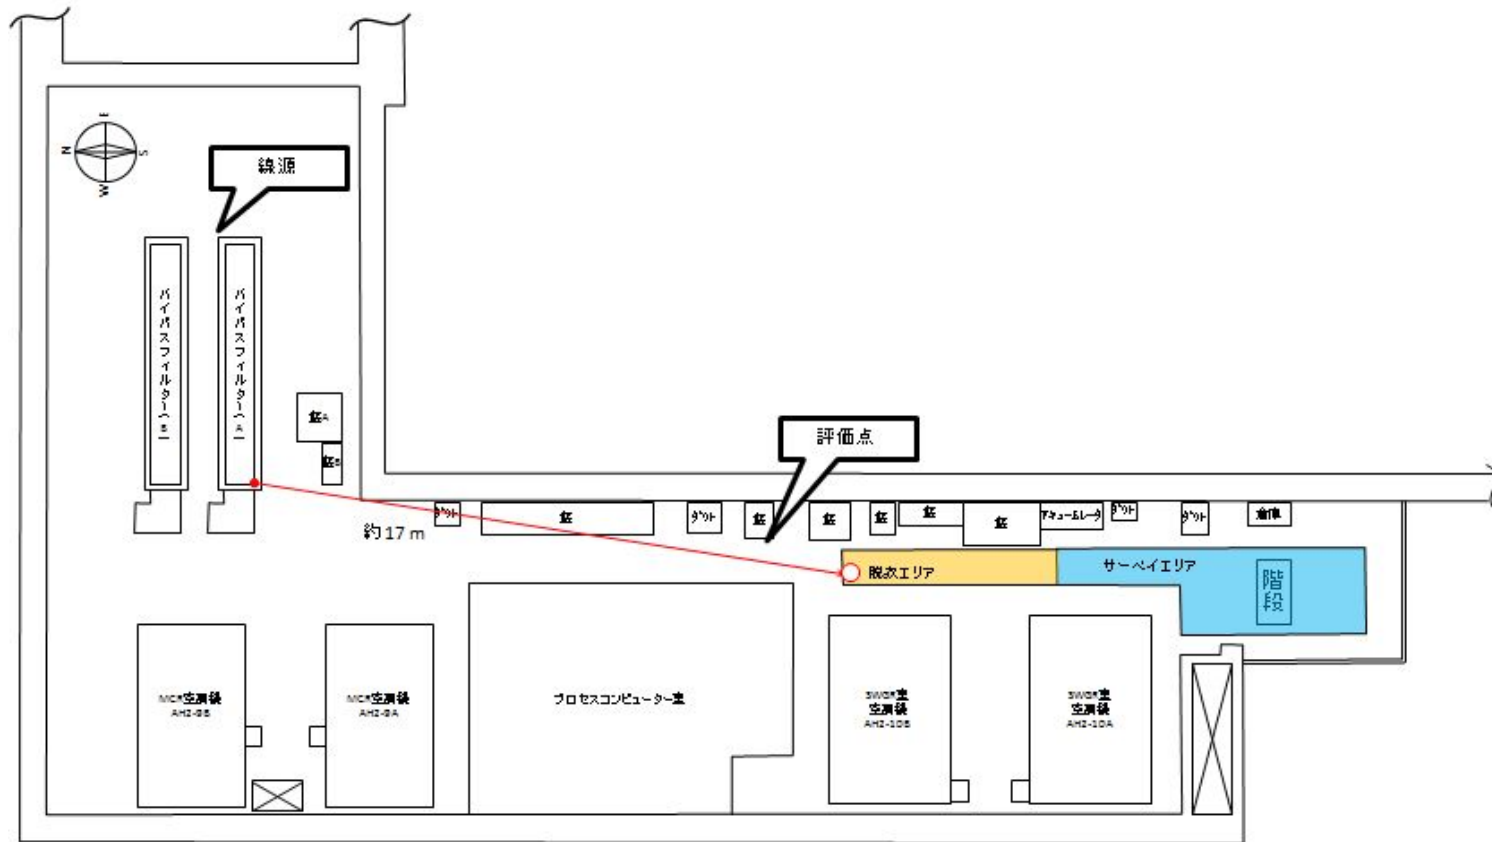 E
N
S
W
線源
バイパスフィルター(B)
バイパスフィルター(A)
盤A
盤B
評価点
約17 m
ダクト
盤
ダクト
盤
盤
盤
盤
盤
アキュームレータ
ダクト
ダクト
倉庫
脱衣エリア
サーベイエリア
階段
MCR空調機
AH2-9B
MCR空調機
AH2-9A
プロセスコンピューター室
SWGR室
空調機
AH2-10B
SWGR室
空調機
AH2-10A